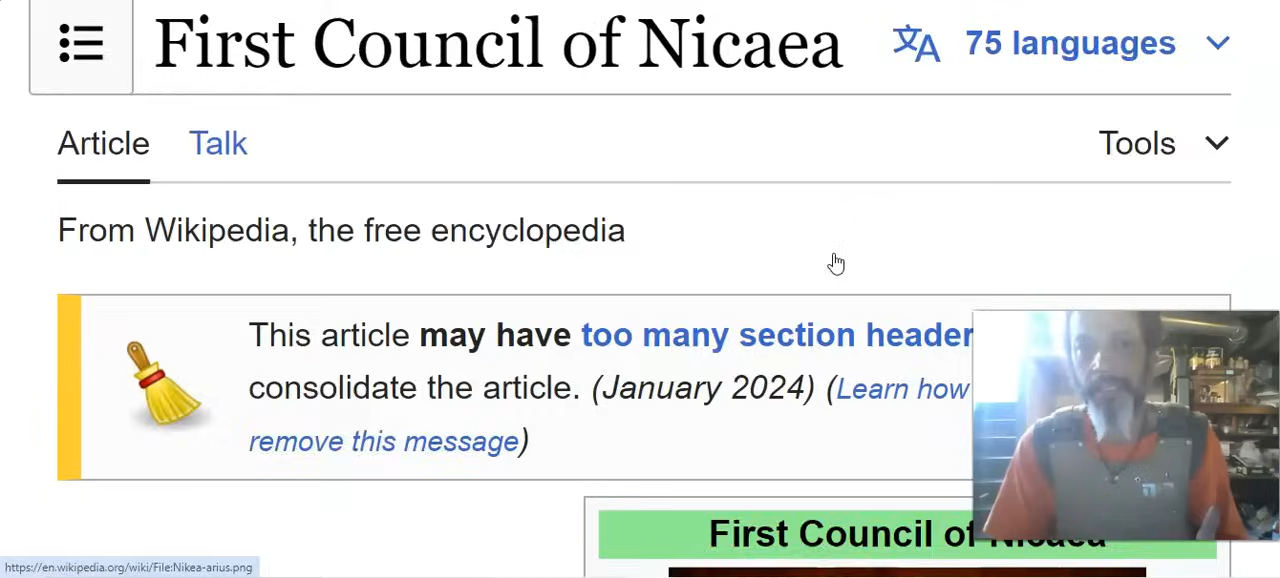 First Council of Nicaea
75 languages
Article Talk Tools
From Wikipedia, the free encyclopedia
This article may have too many section header
consolidate the article. (January 2024) (Learn how
remove this message)
First Council of Nicaea
https://en.wikipedia.org/wiki/File:Nikea-arius.png